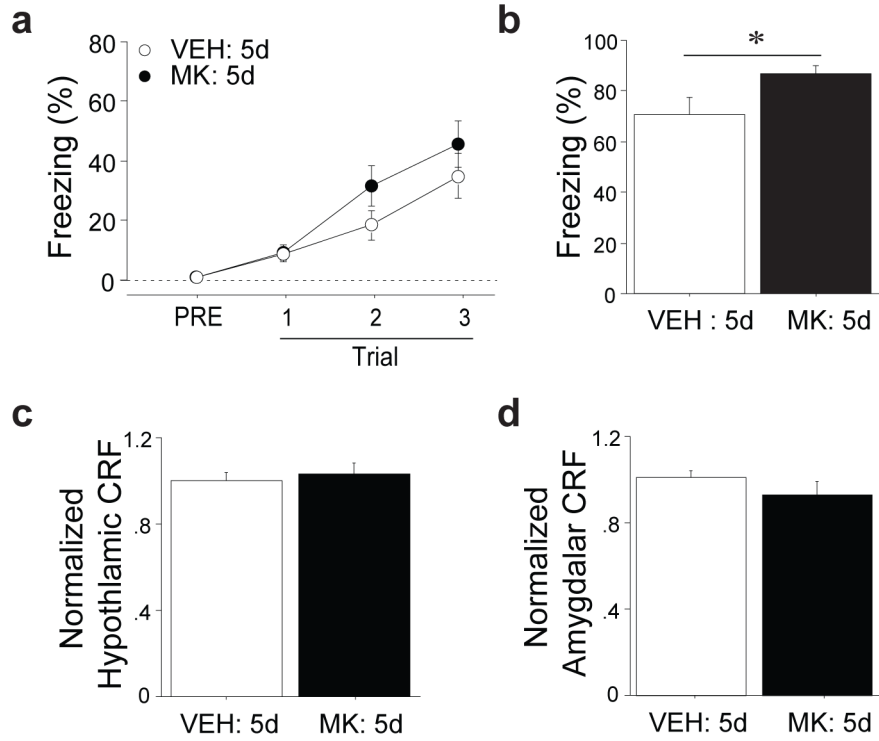 a
80
60
40
20
0
Freezing (%)
VEH: 5d
MK: 5d
PRE
1
2
3
Trial
b
100
80
60
40
20
0
Freezing (%)
*
VEH : 5d
MK: 5d
c
1.2
.8
.4
0
Normalized
Hypothlamic CRF
VEH: 5d
MK: 5d
d
1.2
.8
.4
0
Normalized
Amygdalar CRF
VEH: 5d
MK: 5d